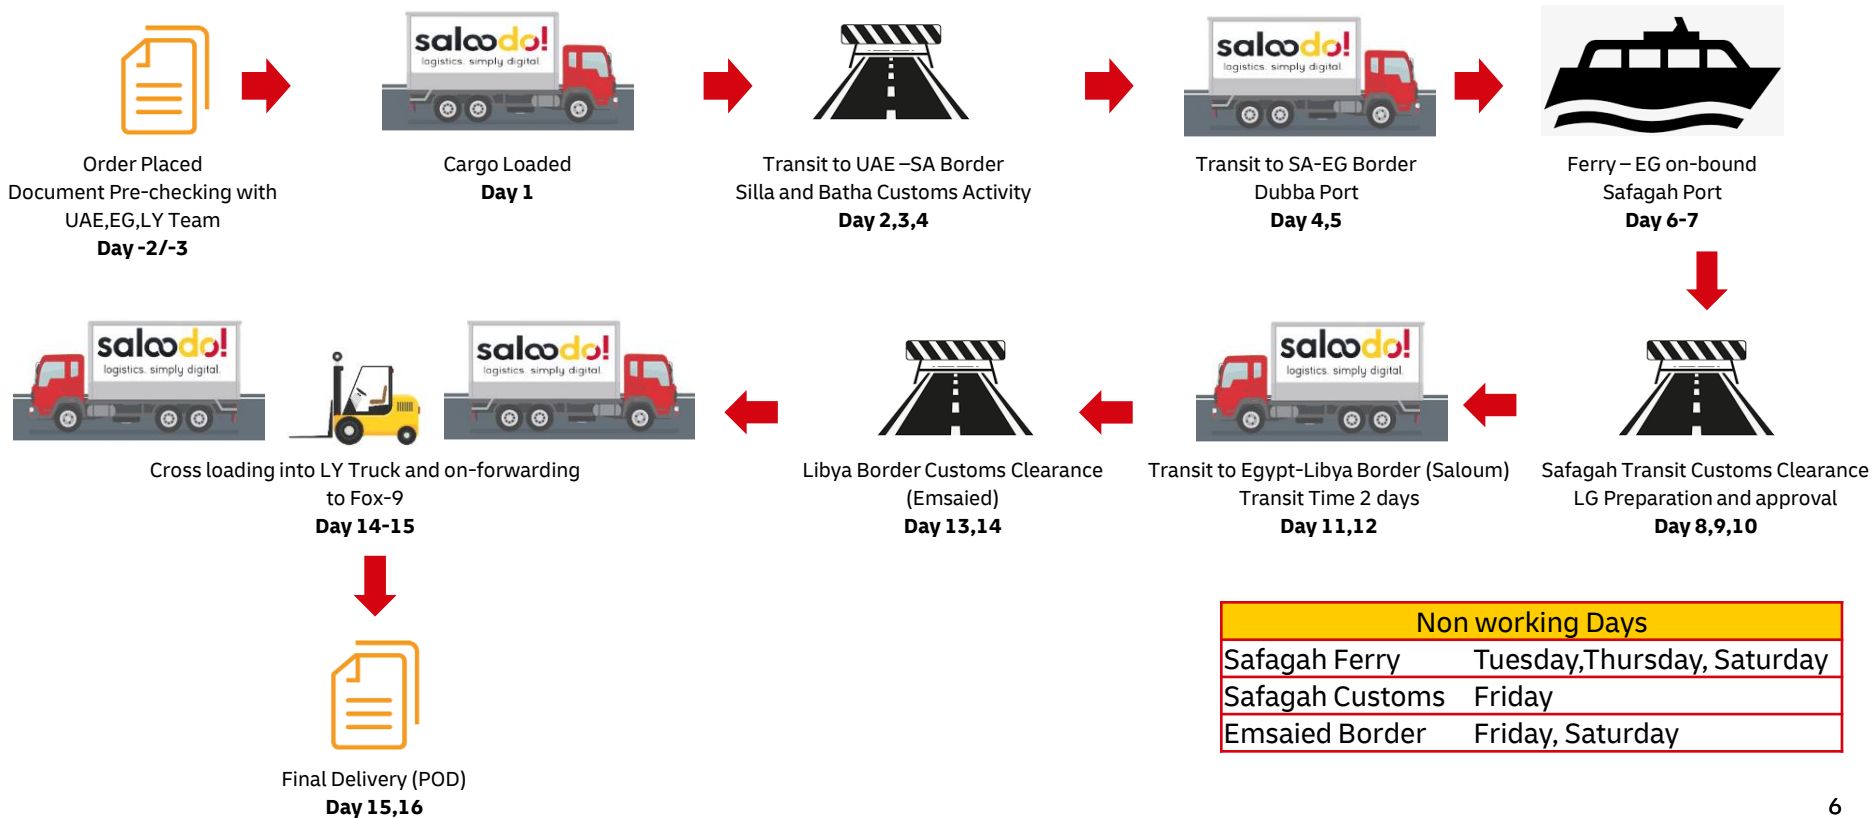 saloodo!
logistics. simply digital.
saloodo!
logistics. simply digital.
Order Placed
Document Pre-checking with
UAE,EG,LY Team
Day -2/-3
Cargo Loaded
Day 1
Transit to UAE –SA Border
Silla and Batha Customs Activity
Day 2,3,4
Transit to SA-EG Border
Dubba Port
Day 4,5
Ferry – EG on-bound
Safagah Port
Day 6-7
saloodo!
logistics. simply digital.
saloodo!
logistics. simply digital.
saloodo!
logistics. simply digital.
Cross loading into LY Truck and on-forwarding
to Fox-9
Day 14-15
Libya Border Customs Clearance
(Emsaied)
Day 13,14
Transit to Egypt-Libya Border (Saloum)
Transit Time 2 days
Day 11,12
Safagah Transit Customs Clearance
LG Preparation and approval
Day 8,9,10
Non working Days
Safagah Ferry Tuesday,Thursday, Saturday
Safagah Customs Friday
Emsaied Border Friday, Saturday
Final Delivery (POD)
Day 15,16
6